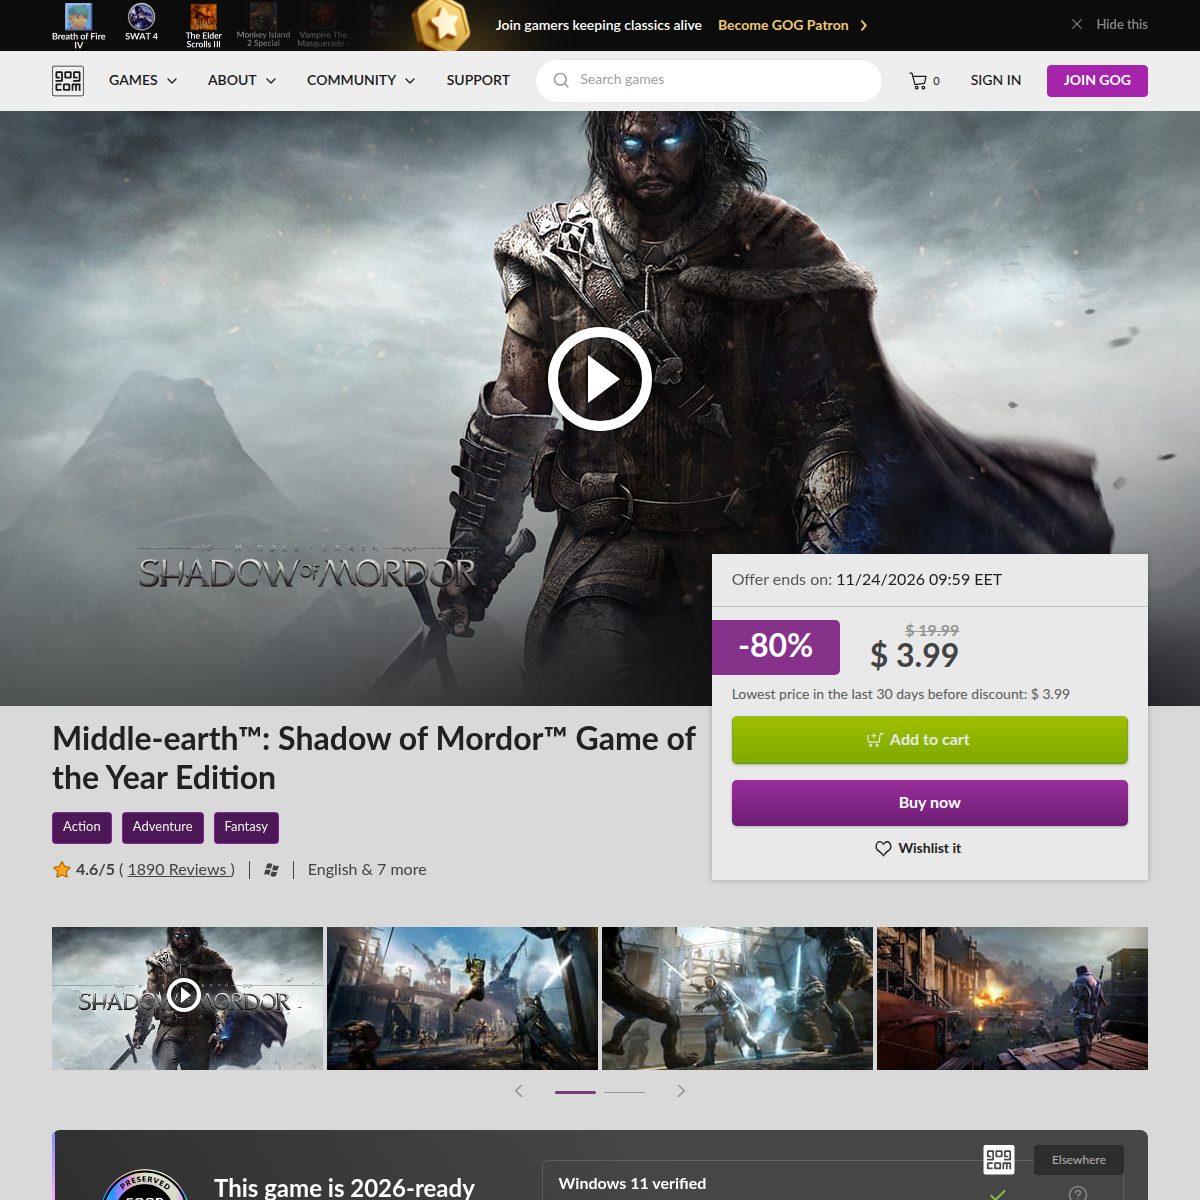 Breath of Fire
IV
SWAT 4
The Elder
Scrolls III
Monkey Island
2 Special
Vampire The
Masquerade -
Diablo
Join gamers keeping classics alive
Become GOG Patron
Hide this
gog
com
GAMES
ABOUT
COMMUNITY
SUPPORT
Search games
0
SIGN IN
JOIN GOG
MIDDLE-EARTH
SHADOW OF MORDOR
Offer ends on: 11/24/2026 09:59 EET
-80%
$ 19.99
$ 3.99
Lowest price in the last 30 days before discount: $ 3.99
Add to cart
Buy now
Wishlist it
Middle-earth™: Shadow of Mordor™ Game of
the Year Edition
Action
Adventure
Fantasy
4.6/5 ( 1890 Reviews )
English & 7 more
gog
com
Elsewhere
PRESERVED
This game is 2026-ready
Windows 11 verified